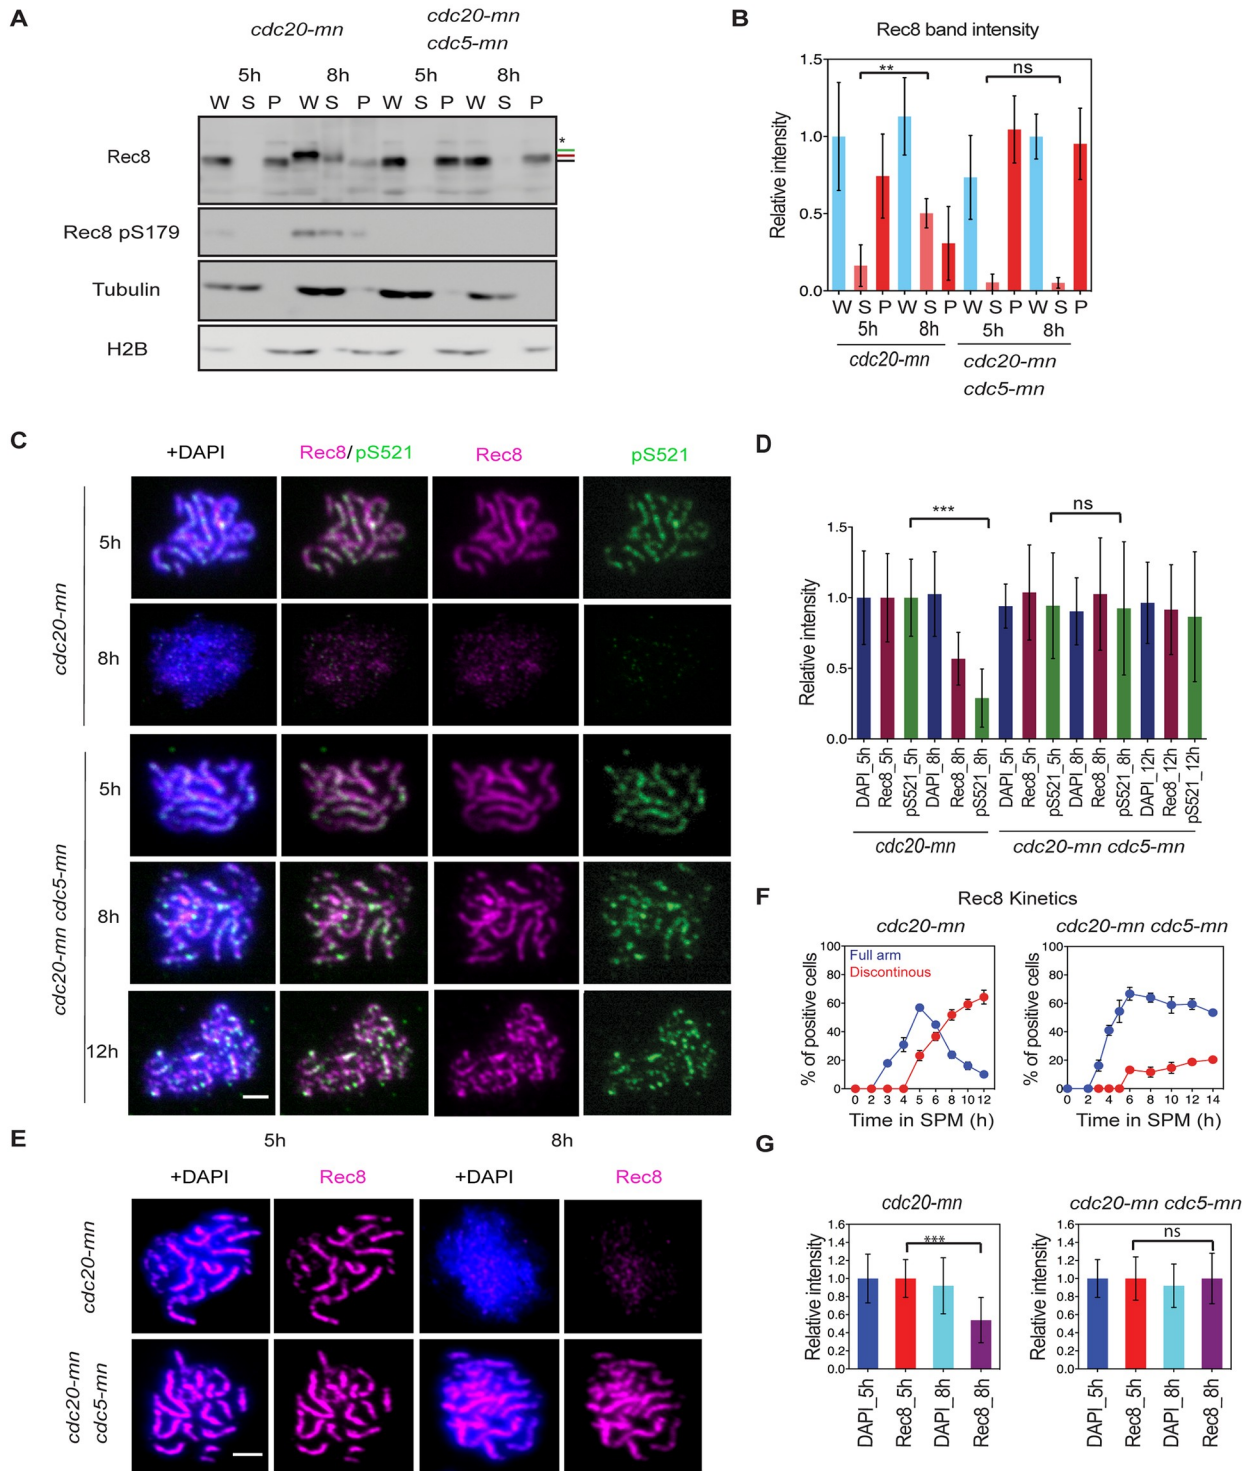 A
cdc20-mn
cdc20-mn
cdc5-mn
5h 8h 5h 8h
W S P W S P W S P W S P
Rec8
*
Rec8 pS179
Tubulin
H2B
B
Rec8 band intensity
Relative intensity
1.5
1.0
0.5
0.0
** ns
W S P W S P W S P W S P
5h 8h 5h 8h
cdc20-mn cdc20-mn
cdc5-mn
C
+DAPI Rec8/pS521 Rec8 pS521
cdc20-mn
5h
8h
cdc20-mn cdc5-mn
5h
8h
12h
D
Relative intensity
1.5
1.0
0.5
0.0
*** ns
DAPI_5h
Rec8_5h
pS521_5h
DAPI_8h
Rec8_8h
pS521_8h
DAPI_5h
Rec8_5h
pS521_5h
DAPI_8h
Rec8_8h
pS521_8h
DAPI_12h
Rec8_12h
pS521_12h
cdc20-mn cdc20-mn cdc5-mn
E
5h 8h
+DAPI Rec8 +DAPI Rec8
cdc20-mn
cdc20-mn
cdc5-mn
F
Rec8 Kinetics
cdc20-mn
% of positive cells
100
80
60
40
20
0
Full arm
Discontinous
0 2 3 4 5 6 8 10 12
Time in SPM (h)
cdc20-mn cdc5-mn
% of positive cells
100
80
60
40
20
0
0 2 4 6 8 10 12 14
Time in SPM (h)
G
cdc20-mn
Relative intensity
1.6
1.4
1.2
1.0
0.8
0.6
0.4
0.2
0.0
***
DAPI_5h
Rec8_5h
DAPI_8h
Rec8_8h
cdc20-mn cdc5-mn
Relative intensity
1.6
1.4
1.2
1.0
0.8
0.6
0.4
0.2
0.0
ns
DAPI_5h
Rec8_5h
DAPI_8h
Rec8_8h